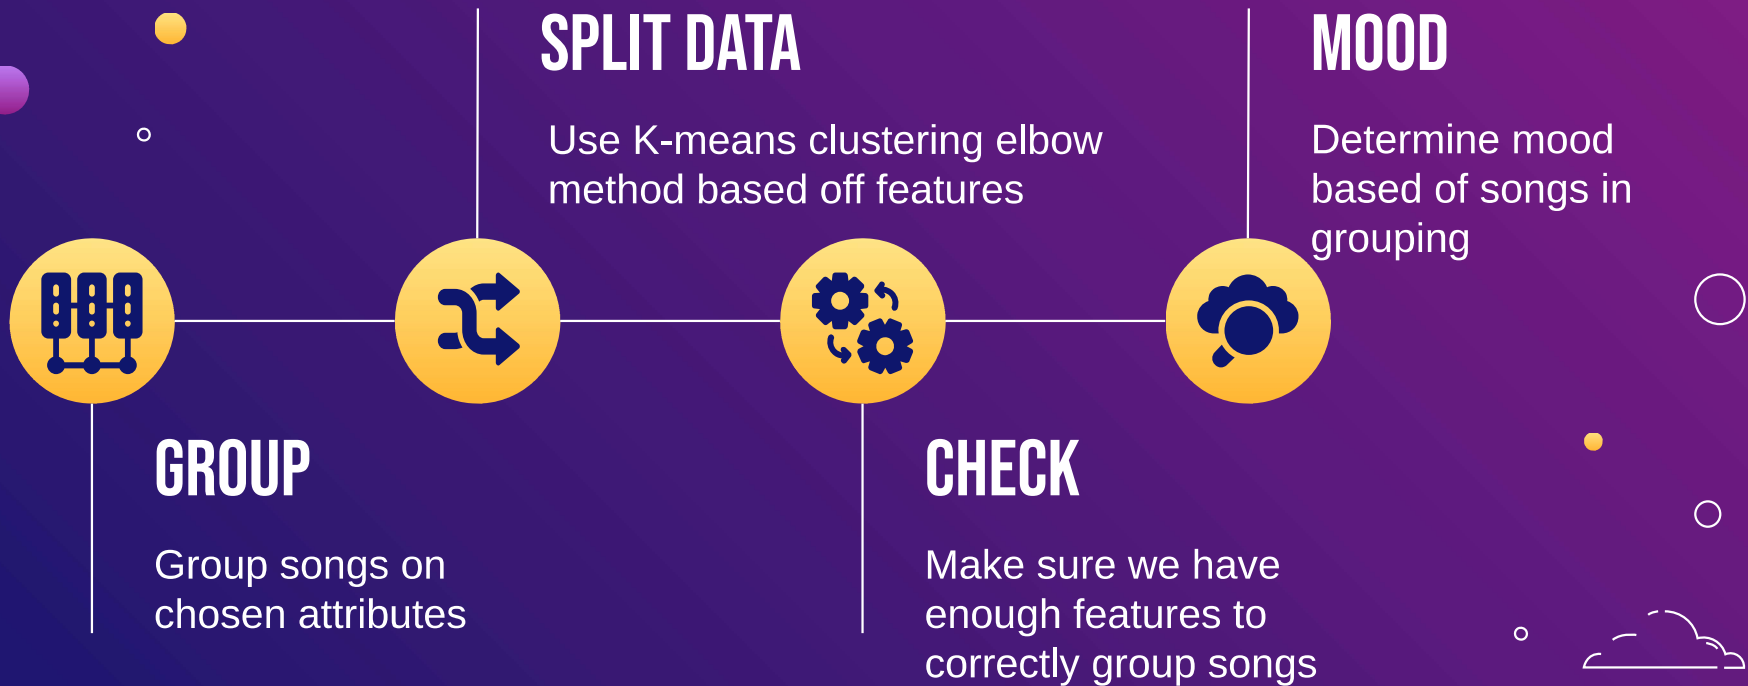 SPLIT DATA
Use K-means clustering elbow
method based off features
MOOD
Determine mood
based of songs in
grouping
GROUP
Group songs on
chosen attributes
CHECK
Make sure we have
enough features to
correctly group songs